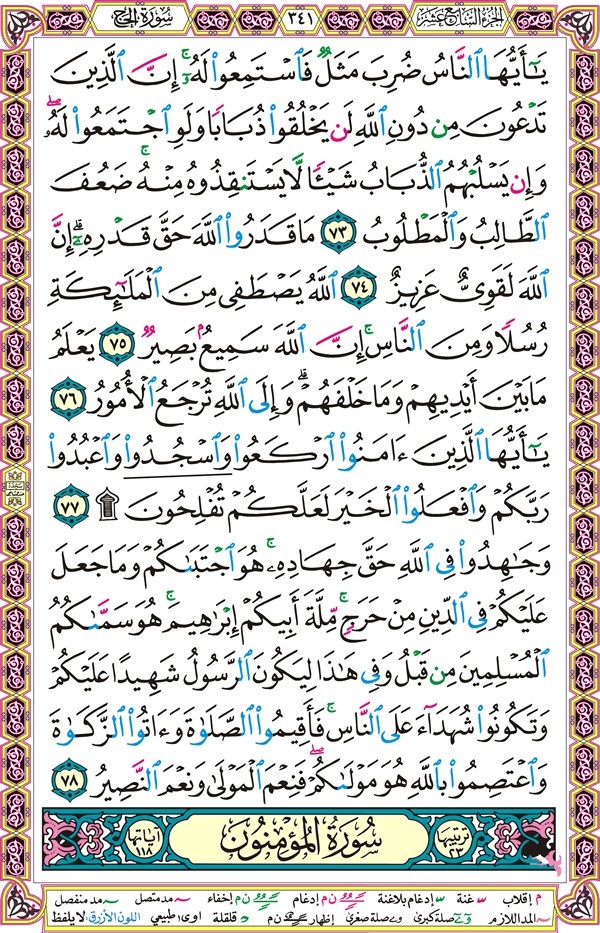 الجزء السابع عشر
٣٤١
سورة الحج
يَـٰٓأَيُّهَا ٱلنَّاسُ ضُرِبَ مَثَلٌ فَٱسْتَمِعُوا۟ لَهُۥٓ ۚ إِنَّ ٱلَّذِينَ
تَدْعُونَ مِن دُونِ ٱللَّهِ لَن يَخْلُقُوا۟ ذُبَابًا وَلَوِ ٱجْتَمَعُوا۟ لَهُۥ ۖ
وَإِن يَسْلُبْهُمُ ٱلذُّبَابُ شَيْـًٔا لَّا يَسْتَنقِذُوهُ مِنْهُ ۚ ضَعُفَ
ٱلطَّالِبُ وَٱلْمَطْلُوبُ ٧٣ مَا قَدَرُوا۟ ٱللَّهَ حَقَّ قَدْرِهِۦٓ ۗ إِنَّ
ٱللَّهَ لَقَوِىٌّ عَزِيزٌ ٧٤ ٱللَّهُ يَصْطَفِى مِنَ ٱلْمَلَـٰٓئِكَةِ
رُسُلًا وَمِنَ ٱلنَّاسِ ۚ إِنَّ ٱللَّهَ سَمِيعٌۢ بَصِيرٌ ٧٥ يَعْلَمُ
مَا بَيْنَ أَيْدِيهِمْ وَمَا خَلْفَهُمْ ۗ وَإِلَى ٱللَّهِ تُرْجَعُ ٱلْأُمُورُ ٧٦
يَـٰٓأَيُّهَا ٱلَّذِينَ ءَامَنُوا۟ ٱرْكَعُوا۟ وَٱسْجُدُوا۟ وَٱعْبُدُوا۟
رَبَّكُمْ وَٱفْعَلُوا۟ ٱلْخَيْرَ لَعَلَّكُمْ تُفْلِحُونَ ۩ ٧٧
وَجَـٰهِدُوا۟ فِى ٱللَّهِ حَقَّ جِهَادِهِۦ ۚ هُوَ ٱجْتَبَىٰكُمْ وَمَا جَعَلَ
عَلَيْكُمْ فِى ٱلدِّينِ مِنْ حَرَجٍ ۚ مِّلَّةَ أَبِيكُمْ إِبْرَٰهِيمَ ۚ هُوَ سَمَّىٰكُمُ
ٱلْمُسْلِمِينَ مِن قَبْلُ وَفِى هَـٰذَا لِيَكُونَ ٱلرَّسُولُ شَهِيدًا عَلَيْكُمْ
وَتَكُونُوا۟ شُهَدَآءَ عَلَى ٱلنَّاسِ ۚ فَأَقِيمُوا۟ ٱلصَّلَوٰةَ وَءَاتُوا۟ ٱلزَّكَوٰةَ
وَٱعْتَصِمُوا۟ بِٱللَّهِ هُوَ مَوْلَىٰكُمْ ۖ فَنِعْمَ ٱلْمَوْلَىٰ وَنِعْمَ ٱلنَّصِيرُ ٧٨
ترتيبها ٢٣
سُورَةُ المُؤْمِنُون
آياتها ١١٨
م إقلاب س غنة س إدغام بلاغنة ن م إدغام ن م إخفاء مد متصل مد منفصل
المد اللازم صلة كبرى صلة صغرى إظهار ن م قلقلة اوى: طبيعي اللون الأزرق: لا يلفظ